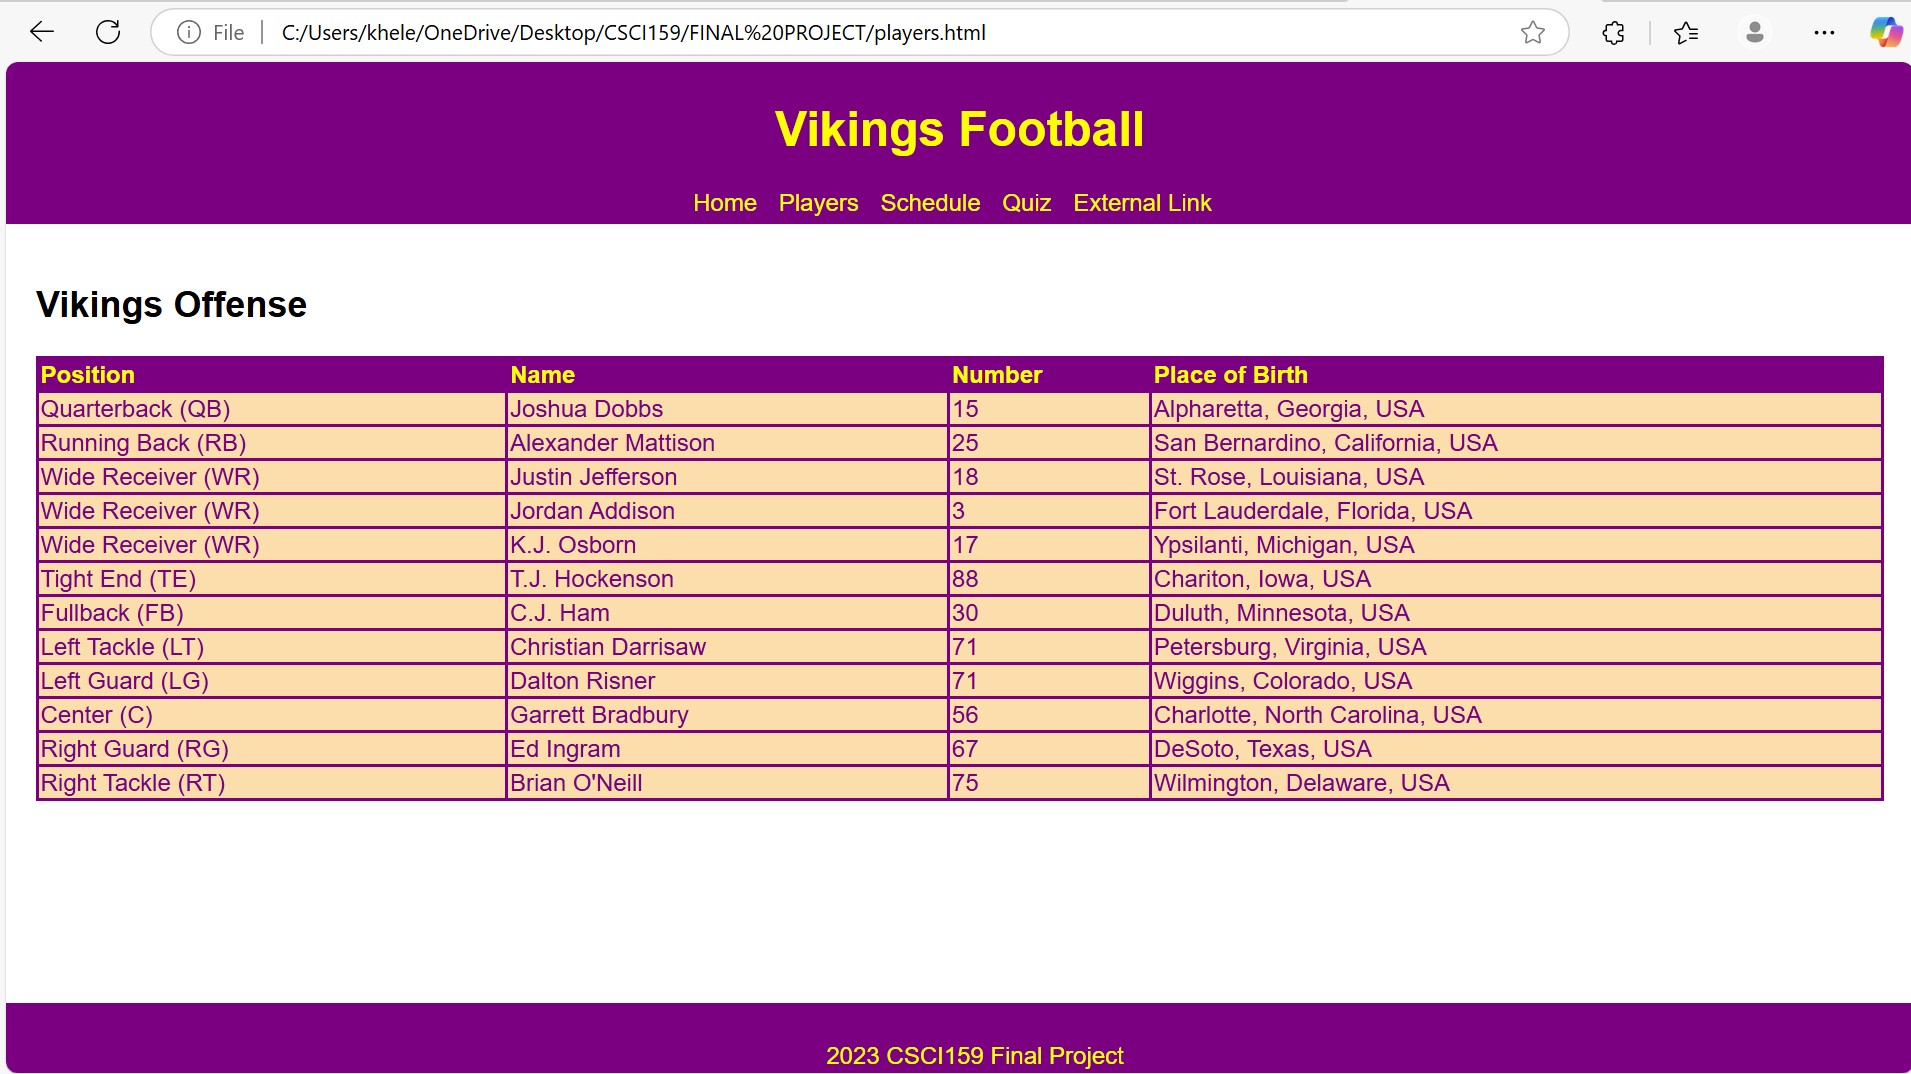 File C:/Users/khele/OneDrive/Desktop/CSCI159/FINAL%20PROJECT/players.html
Vikings Football
Home Players Schedule Quiz External Link
Vikings Offense
Position Name Number Place of Birth
Quarterback (QB) Joshua Dobbs 15 Alpharetta, Georgia, USA
Running Back (RB) Alexander Mattison 25 San Bernardino, California, USA
Wide Receiver (WR) Justin Jefferson 18 St. Rose, Louisiana, USA
Wide Receiver (WR) Jordan Addison 3 Fort Lauderdale, Florida, USA
Wide Receiver (WR) K.J. Osborn 17 Ypsilanti, Michigan, USA
Tight End (TE) T.J. Hockenson 88 Chariton, Iowa, USA
Fullback (FB) C.J. Ham 30 Duluth, Minnesota, USA
Left Tackle (LT) Christian Darrisaw 71 Petersburg, Virginia, USA
Left Guard (LG) Dalton Risner 71 Wiggins, Colorado, USA
Center (C) Garrett Bradbury 56 Charlotte, North Carolina, USA
Right Guard (RG) Ed Ingram 67 DeSoto, Texas, USA
Right Tackle (RT) Brian O'Neill 75 Wilmington, Delaware, USA
2023 CSCI159 Final Project